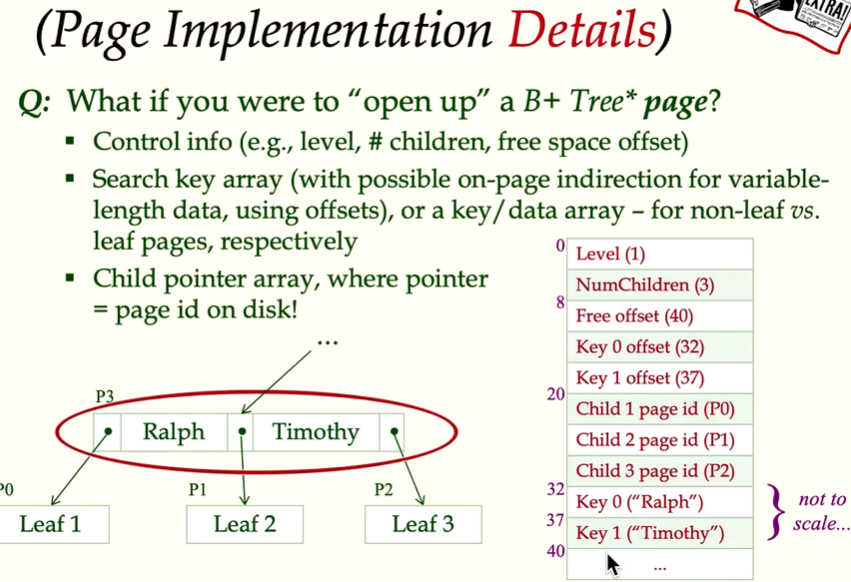 EXTRA!
(Page Implementation Details)
Q: What if you were to “open up” a B+ Tree* page?
▪ Control info (e.g., level, # children, free space offset)
▪ Search key array (with possible on-page indirection for variable-
length data, using offsets), or a key/data array – for non-leaf vs.
leaf pages, respectively
▪ Child pointer array, where pointer
= page id on disk!
...
P3
Ralph
Timothy
P0
P1
P2
Leaf 1
Leaf 2
Leaf 3
0
Level (1)
NumChildren (3)
8
Free offset (40)
Key 0 offset (32)
Key 1 offset (37)
20
Child 1 page id (P0)
Child 2 page id (P1)
Child 3 page id (P2)
32
Key 0 (“Ralph”)
37
Key 1 (“Timothy”)
40
...
not to
scale...